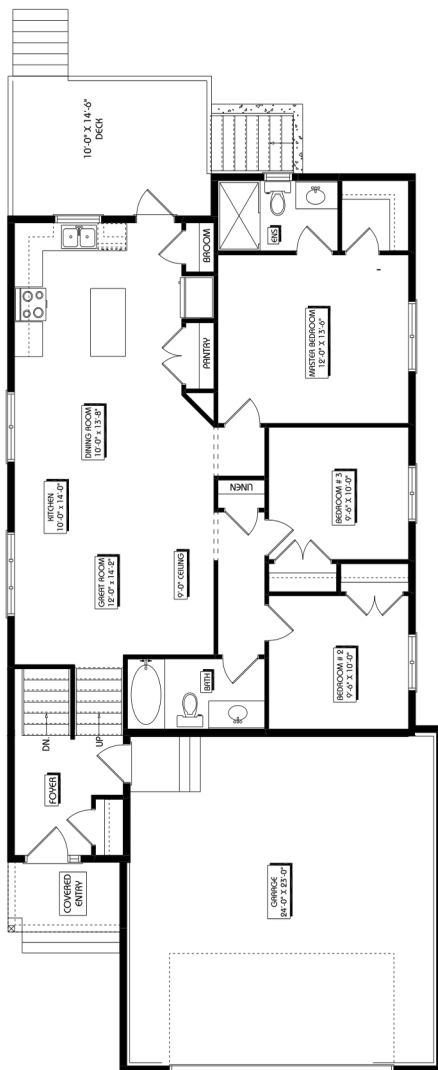 10'-0" X 14'-6"
DECK
BROOM
PANTRY
ENS
MASTER BEDROOM
12'-0" X 13'-6"
DINING ROOM
10'-0" X 13'-8"
KITCHEN
10'-0" X 14'-0"
GREAT ROOM
12'-0" X 14'-2"
9'-0" CEILING
LINEN
BEDROOM # 3
9'-6" X 10'-0"
BEDROOM # 2
9'-6" X 10'-0"
BATH
DN.
UP
FOYER
COVERED
ENTRY
GARAGE
24'-0" X 23'-0"